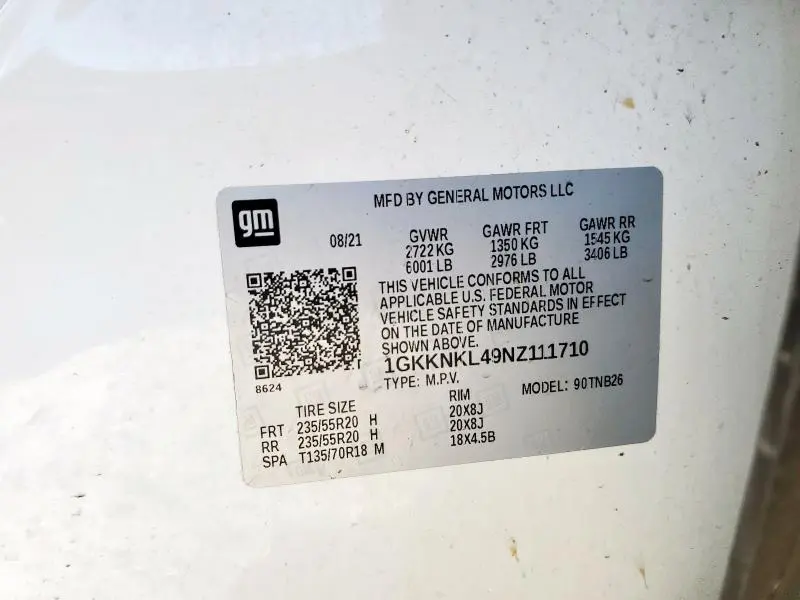 gm
MFD BY GENERAL MOTORS LLC
08/21
GVWR GAWR FRT GAWR RR
2722 KG 1350 KG 1545 KG
6001 LB 2976 LB 3406 LB
THIS VEHICLE CONFORMS TO ALL
APPLICABLE U.S. FEDERAL MOTOR
VEHICLE SAFETY STANDARDS IN EFFECT
ON THE DATE OF MANUFACTURE
SHOWN ABOVE.
1GKKNKL49NZ111710
8624
TYPE: M.P.V. MODEL: 90TNB26
TIRE SIZE RIM
FRT 235/55R20 H 20X8J
RR 235/55R20 H 20X8J
SPA T135/70R18 M 18X4.5B